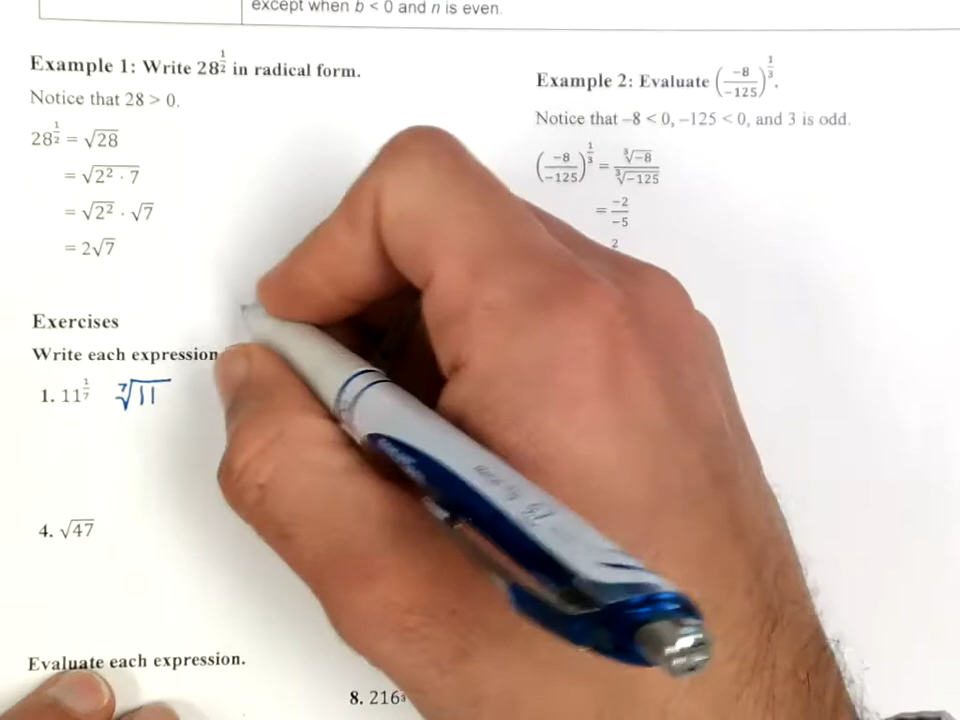 except when b < 0 and n is even.
Example 1: Write 28^{1/2} in radical form.
Notice that 28 > 0.
28^{1/2} = √28
= √2² · 7
= √2² · √7
= 2√7
Example 2: Evaluate (-8/-125)^{1/3}.
Notice that –8 < 0, –125 < 0, and 3 is odd.
(-8/-125)^{1/3} = ∛-8/∛-125
= -2/-5
2
Exercises
Write each expression
1. 11^{1/7} ⁷√11
4. √47
Evaluate each expression.
8. 216